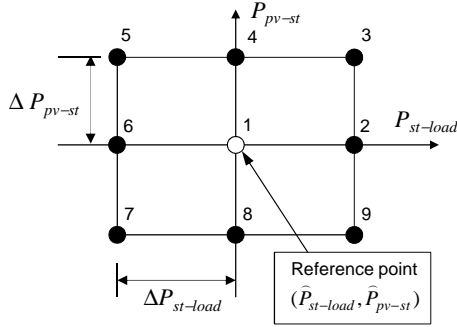 P_{pv-st}
5 4 3
Δ P_{pv-st}
6 1 2
P_{st-load}
7 8 9
ΔP_{st-load}
Reference point
(P̂_{st-load}, P̂_{pv-st})